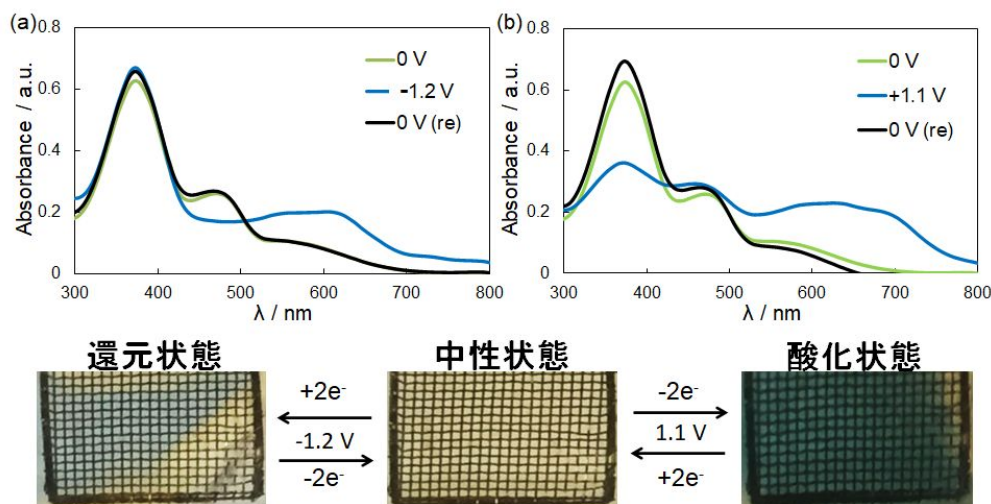 (a)
0.8
0.6
0.4
0.2
0
Absorbance / a.u.
0 V
-1.2 V
0 V (re)
300 400 500 600 700 800
λ / nm
(b)
0.8
0.6
0.4
0.2
0
Absorbance / a.u.
0 V
+1.1 V
0 V (re)
300 400 500 600 700 800
λ / nm
還元状態
中性状態
酸化状態
+2e-
-1.2 V
-2e-
-2e-
1.1 V
+2e-